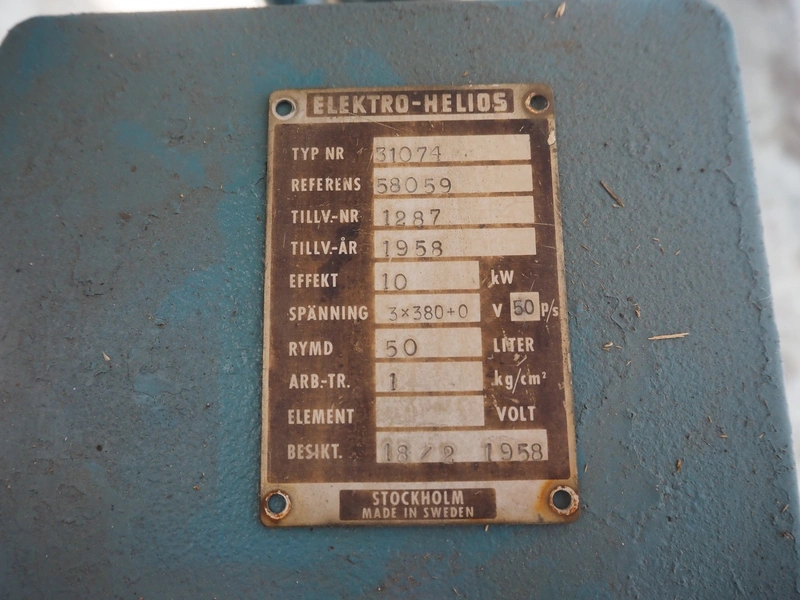 ELEKTRO-HELIOS
TYP NR 31074
REFERENS 58059
TILLV.-NR 1287
TILLV.-ÅR 1958
EFFEKT 10 kW
SPÄNNING 3×380+0 V 50 p/s
RYMD 50 LITER
ARB.-TR. 1 kg/cm²
ELEMENT VOLT
BESIKT. 18/2 1958
STOCKHOLM
MADE IN SWEDEN